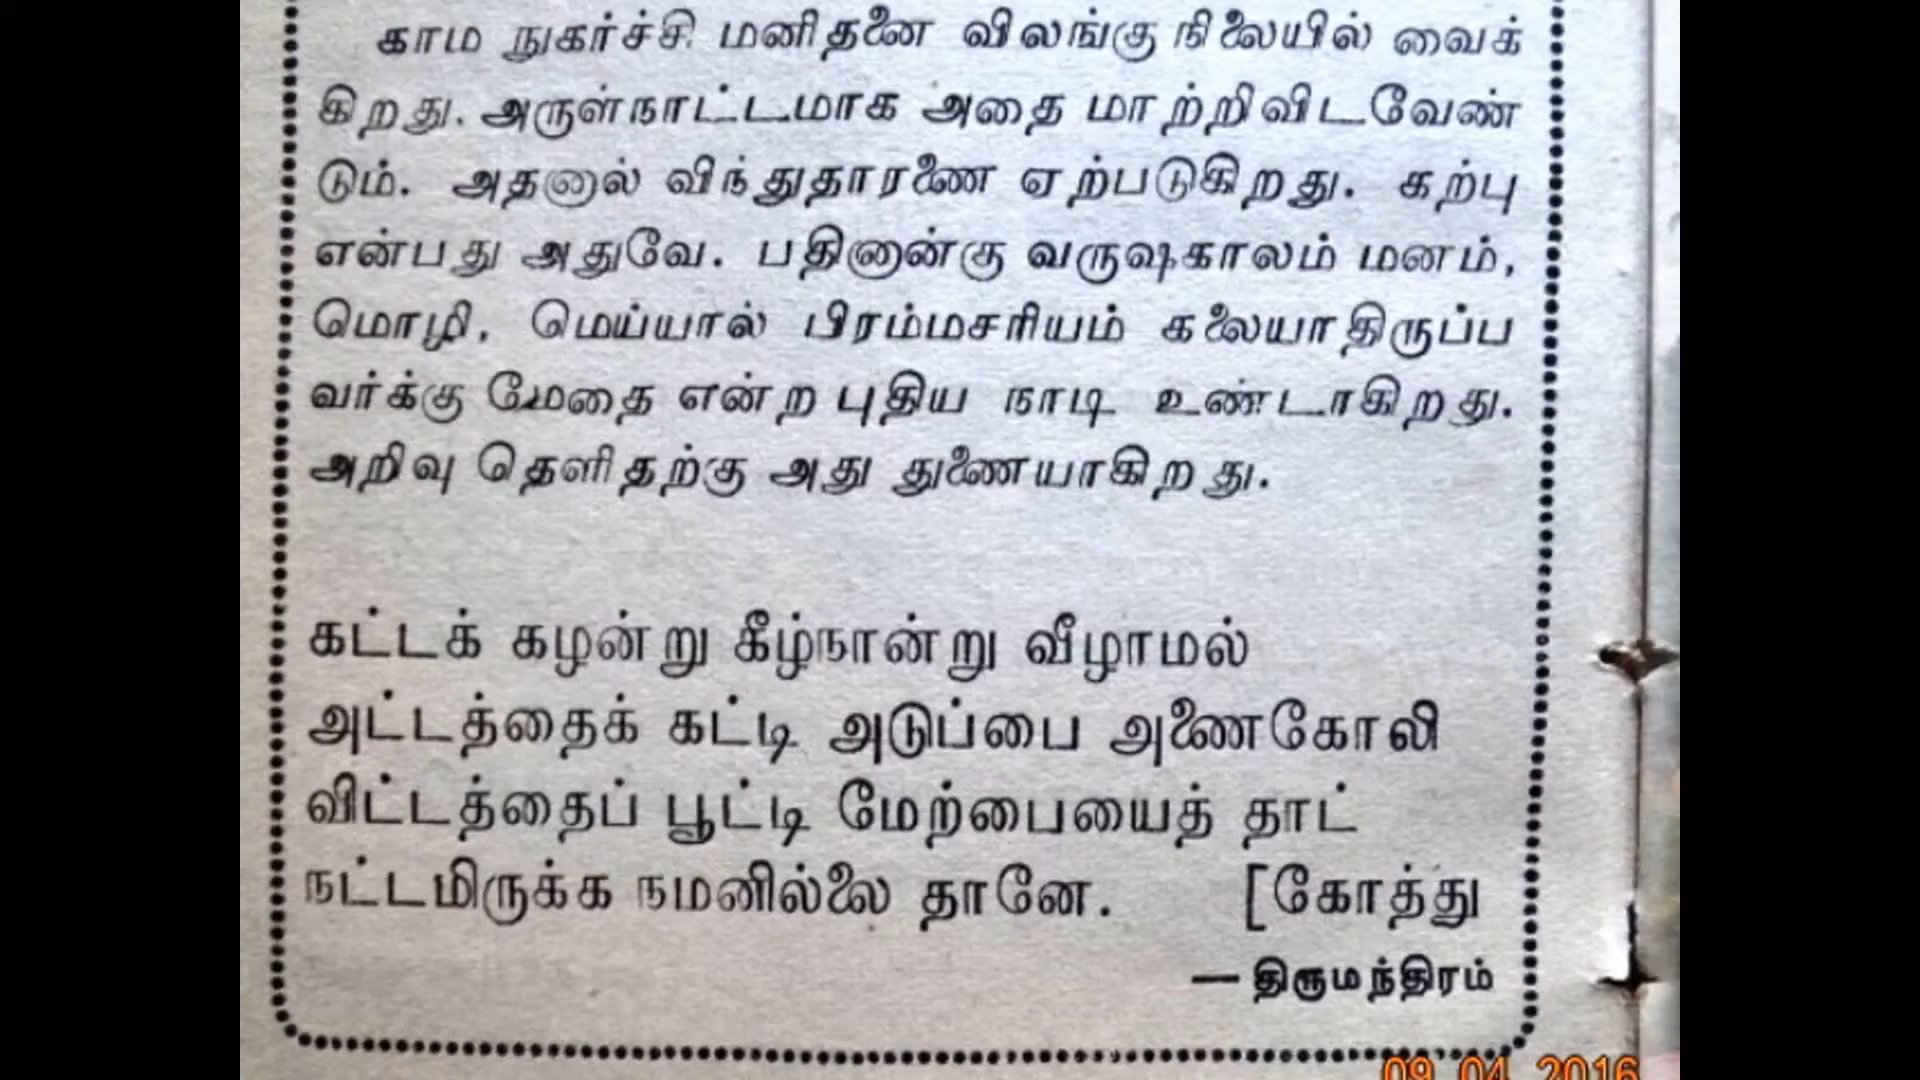 காம நுகர்ச்சி மனிதனை விலங்கு நிலையில் வைக்
கிறது. அருள்நாட்டமாக அதை மாற்றிவிடவேண்
டும். அதனால் விந்துதாரணை ஏற்படுகிறது. கற்பு
என்பது அதுவே. பதினான்கு வருஷகாலம் மனம்,
மொழி, மெய்யால் பிரம்மசரியம் கலையாதிருப்ப
வர்க்கு மேதை என்ற புதிய நாடி உண்டாகிறது.
அறிவு தெளிதற்கு அது துணையாகிறது.
கட்டக் கழன்று கீழ்நான்று வீழாமல்
அட்டத்தைக் கட்டி அடுப்பை அணைகோலி
விட்டத்தைப் பூட்டி மேற்பையைத் தாட்
நட்டமிருக்க நமனில்லை தானே. [கோத்து
— திருமந்திரம்
09 04 2016